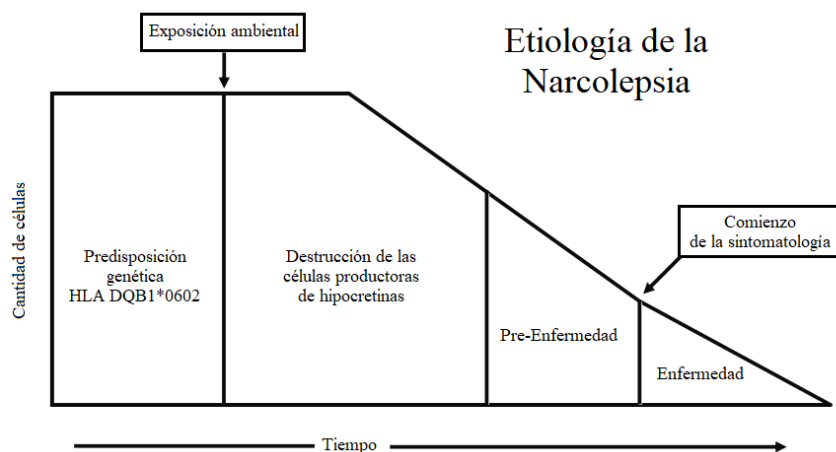 Exposición ambiental
Etiología de la
Narcolepsia
Cantidad de células
Predisposición
genética
HLA DQB1*0602
Destrucción de las
células productoras
de hipocretinas
Pre-Enfermedad
Comienzo
de la sintomatología
Enfermedad
Tiempo